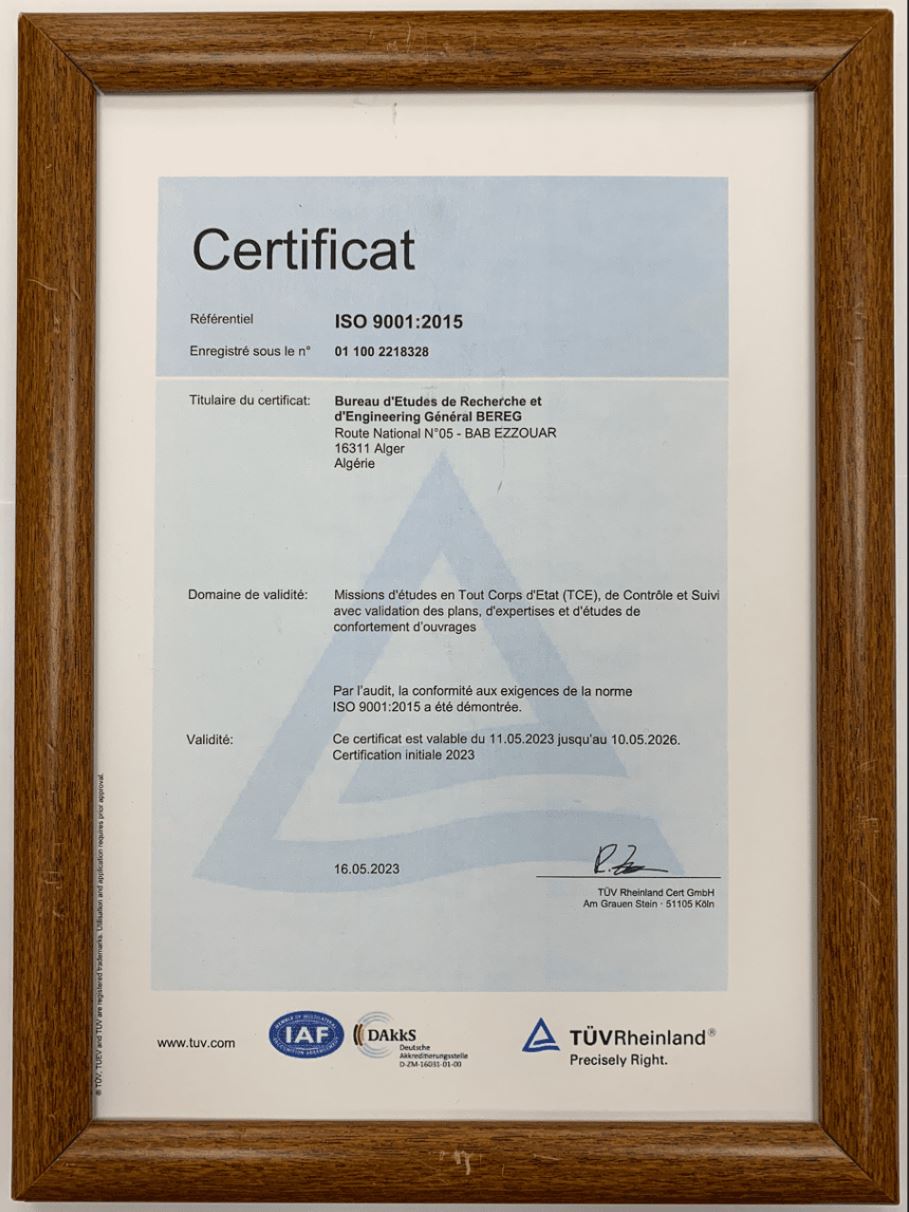 Certificat
Référentiel ISO 9001:2015
Enregistré sous le n° 01 100 2218328
Titulaire du certificat: Bureau d'Etudes de Recherche et
d'Engineering Général BEREG
Route National N°05 - BAB EZZOUAR
16311 Alger
Algérie
Domaine de validité: Missions d'études en Tout Corps d'Etat (TCE), de Contrôle et Suivi
avec validation des plans, d'expertises et d'études de
confortement d'ouvrages
Par l'audit, la conformité aux exigences de la norme
ISO 9001:2015 a été démontrée.
Validité: Ce certificat est valable du 11.05.2023 jusqu'au 10.05.2026.
Certification initiale 2023
16.05.2023
TÜV Rheinland Cert GmbH
Am Grauen Stein · 51105 Köln
® TÜV, TUEV and TUV are registered trademarks. Utilisation and application requires prior approval.
www.tuv.com
MEMBER OF MULTILATERAL
IAF
RECOGNITION ARRANGEMENT
DAkkS
Deutsche
Akkreditierungsstelle
D-ZM-16031-01-00
TÜVRheinland®
Precisely Right.